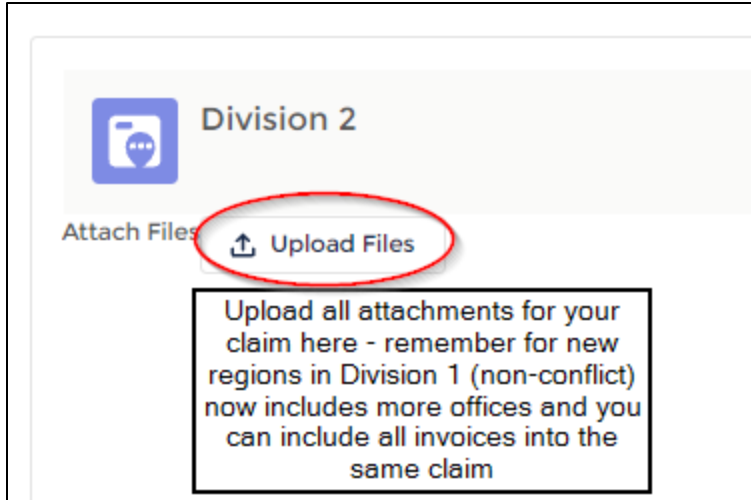 Division 2
Attach Files
Upload Files
Upload all attachments for your
claim here - remember for new
regions in Division 1 (non-conflict)
now includes more offices and you
can include all invoices into the
same claim